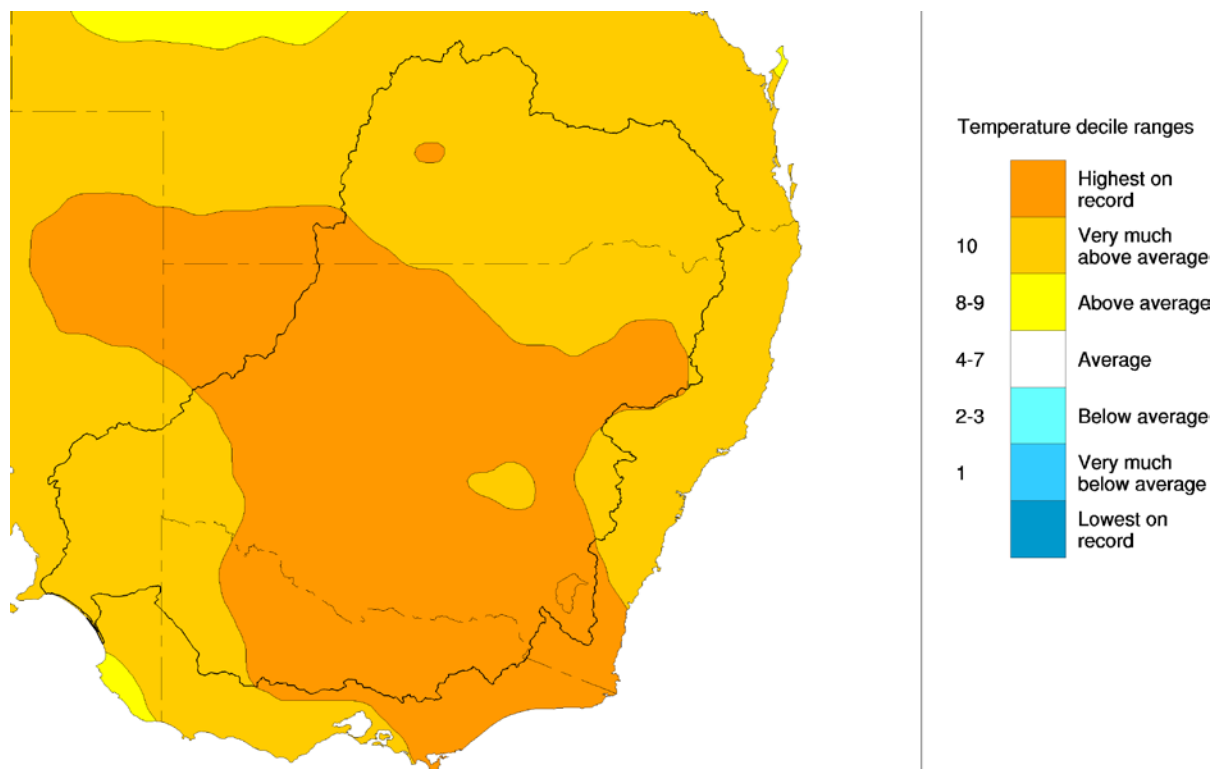 Temperature decile ranges
Highest on
record
10
Very much
above average
8-9
Above average
4-7
Average
2-3
Below average
1
Very much
below average
Lowest on
record